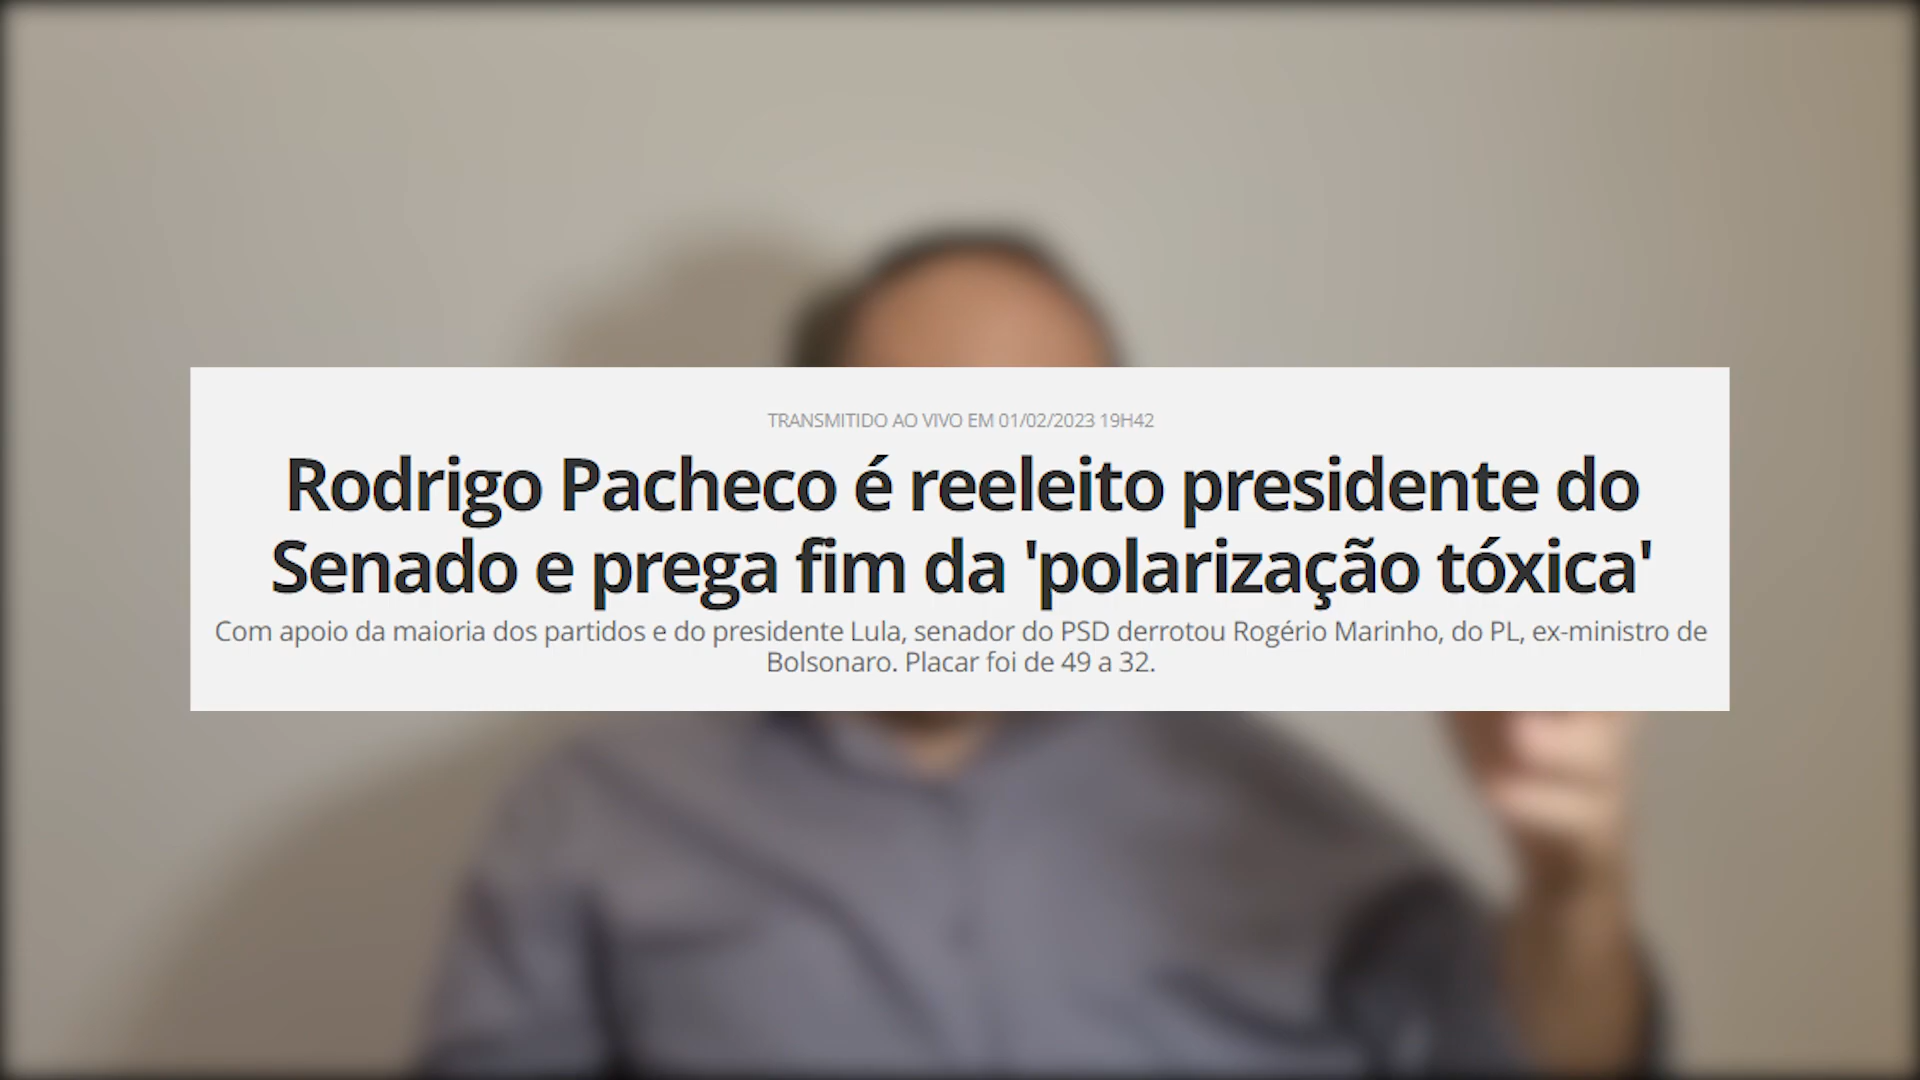 TRANSMITIDO AO VIVO EM 01/02/2023 19H42
Rodrigo Pacheco é reeleito presidente do
Senado e prega fim da 'polarização tóxica'
Com apoio da maioria dos partidos e do presidente Lula, senador do PSD derrotou Rogério Marinho, do PL, ex-ministro de
Bolsonaro. Placar foi de 49 a 32.